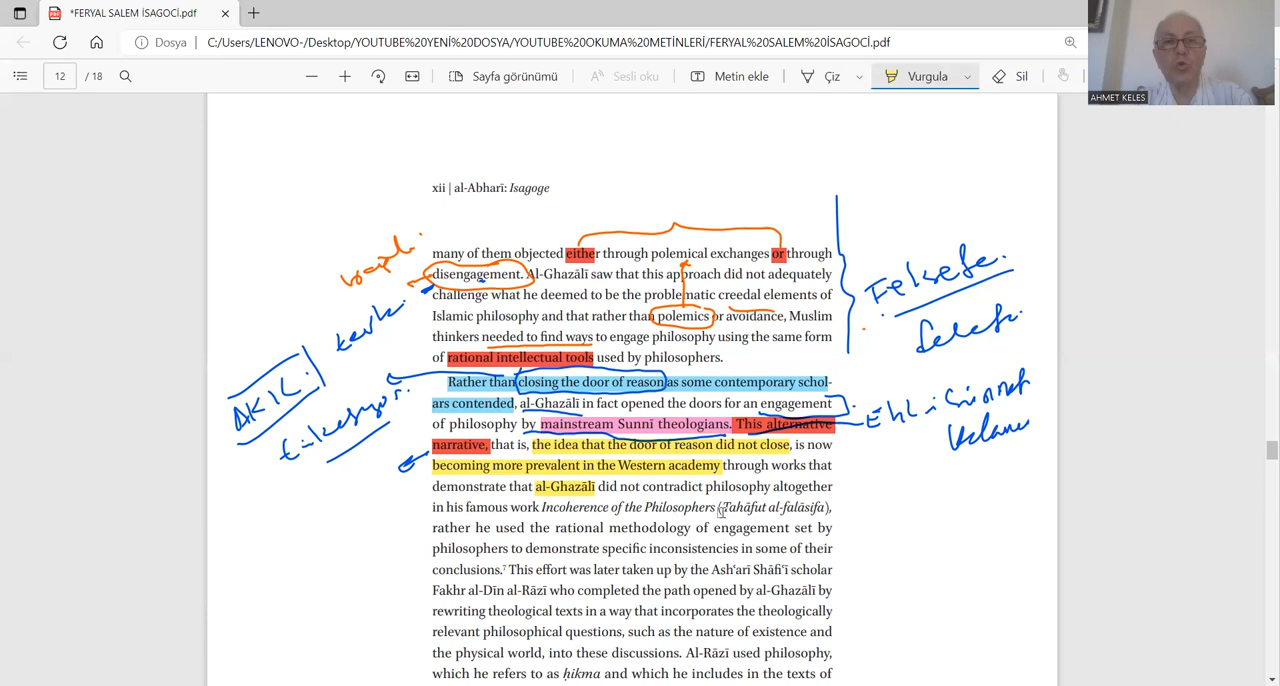 *FERYAL SALEM İSAGOCİ.pdf
Dosya
C:/Users/LENOVO-/Desktop/YOUTUBE%20YENİ%20DOSYA/YOUTUBE%20OKUMA%20METİNLERİ/FERYAL%20SALEM%20İSAGOCİ.pdf
12 / 18
Sayfa görünümü
Sesli oku
Metin ekle
Çiz
Vurgula
Sil
AHMET KELES
xii | al-Abharī: Isagoge
many of them objected either through polemical exchanges or through
disengagement. Al-Ghazālī saw that this approach did not adequately
challenge what he deemed to be the problematic creedal elements of
Islamic philosophy and that rather than polemics or avoidance, Muslim
thinkers needed to find ways to engage philosophy using the same form
of rational intellectual tools used by philosophers.
Rather than closing the door of reason as some contemporary schol-
ars contended, al-Ghazālī in fact opened the doors for an engagement
of philosophy by mainstream Sunnī theologians. This alternative
narrative, that is, the idea that the door of reason did not close, is now
becoming more prevalent in the Western academy through works that
demonstrate that al-Ghazālī did not contradict philosophy altogether
in his famous work Incoherence of the Philosophers (Tahāfut al-falāsifa),
rather he used the rational methodology of engagement set by
philosophers to demonstrate specific inconsistencies in some of their
conclusions.⁷ This effort was later taken up by the Ashʿarī Shāfiʿī scholar
Fakhr al-Dīn al-Rāzī who completed the path opened by al-Ghazālī by
rewriting theological texts in a way that incorporates the theologically
relevant philosophical questions, such as the nature of existence and
the physical world, into these discussions. Al-Rāzī used philosophy,
which he refers to as ḥikma and which he includes in the texts of
AKIL
Felsefe
Ehl-i Sünnet
Kelamı